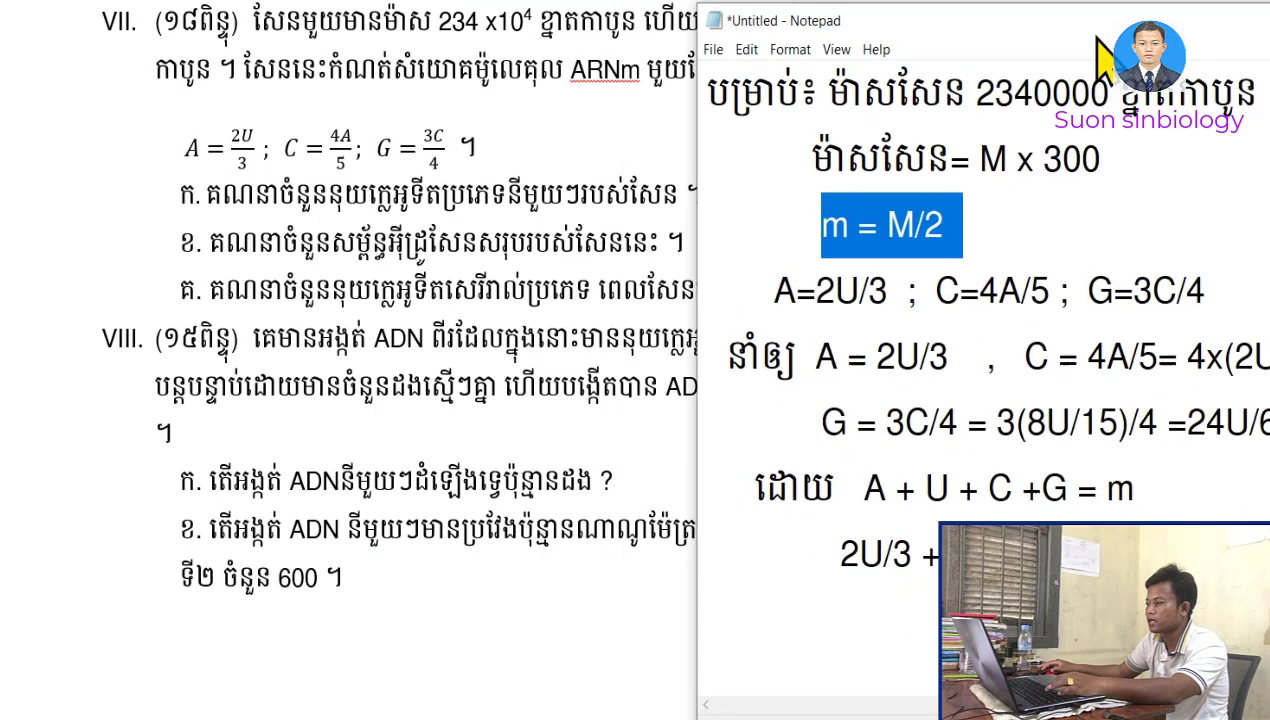 VII. (១៨ពិន្ទុ) សែនមួយមានម៉ាស 234 x10⁴ ខ្នាតកាបូន ហើយ
កាបូន ។ សែននេះកំណត់សំយោគម៉ូលេគុល ARNm មួយ
A = 2U/3 ; C = 4A/5; G = 3C/4 ។
ក. គណនាចំនួននុយក្លេអូទីតប្រភេទនីមួយៗរបស់សែន ។
ខ. គណនាចំនួនសម្ព័ន្ធអ៊ីដ្រូសែនសរុបរបស់សែននេះ ។
គ. គណនាចំនួននុយក្លេអូទីតសេរីវាល់ប្រភេទ ពេលសែន
VIII. (១៥ពិន្ទុ) គេមានអង្កត់ ADN ពីរដែលក្នុងនោះមាននុយក្លេអូ
បន្តបន្ទាប់ដោយមានចំនួនដងស្មើៗគ្នា ហើយបង្កើតបាន AD
។
ក. តើអង្កត់ ADNនីមួយៗដំឡើងទ្វេប៉ុន្មានដង ?
ខ. តើអង្កត់ ADN នីមួយៗមានប្រវែងប៉ុន្មានណាណូម៉ែត្រ
ទី២ ចំនួន 600 ។
*Untitled - Notepad
File Edit Format View Help
បម្រាប់៖ ម៉ាសសែន 2340000 ខ្នាតកាបូន
Suon sinbiology
ម៉ាសសែន= M x 300
m = M/2
A=2U/3 ; C=4A/5 ; G=3C/4
នាំឲ្យ A = 2U/3 , C = 4A/5= 4x(2U
G = 3C/4 = 3(8U/15)/4 =24U/6
ដោយ A + U + C +G = m
2U/3 +